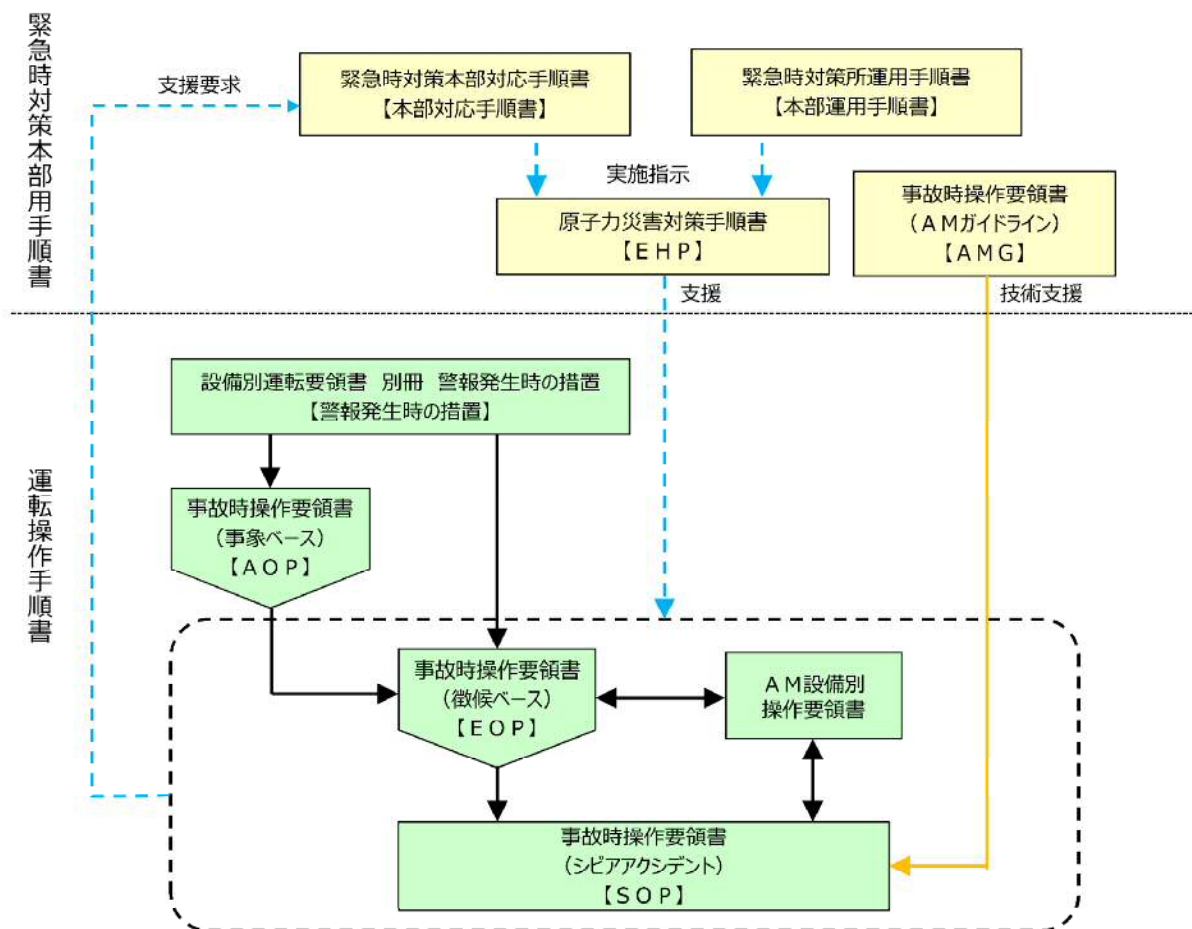 緊急時対策本部用手順書
支援要求
緊急時対策本部対応手順書
【本部対応手順書】
緊急時対策所運用手順書
【本部運用手順書】
実施指示
原子力災害対策手順書
【EHP】
事故時操作要領書
(AMガイドライン)
【AMG】
支援
技術支援
運転操作手順書
設備別運転要領書 別冊 警報発生時の措置
【警報発生時の措置】
事故時操作要領書
(事象ベース)
【AOP】
事故時操作要領書
(徴候ベース)
【EOP】
AM設備別
操作要領書
事故時操作要領書
(シビアアクシデント)
【SOP】